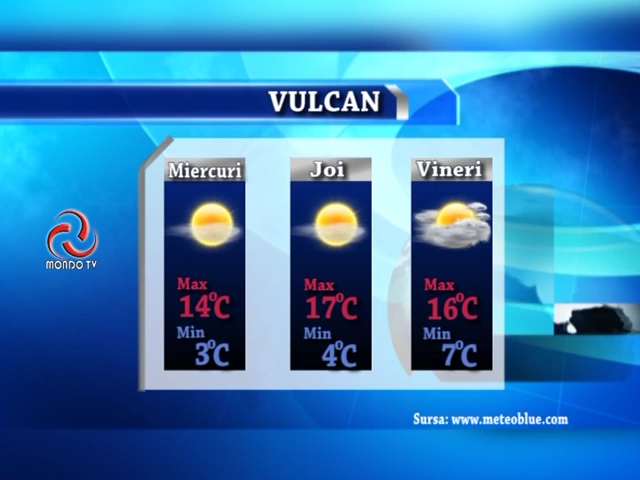 VULCAN
Miercuri Joi Vineri
Max Max Max
14°C 17°C 16°C
Min Min Min
3°C 4°C 7°C
MONDO TV
Sursa: www.meteoblue.com